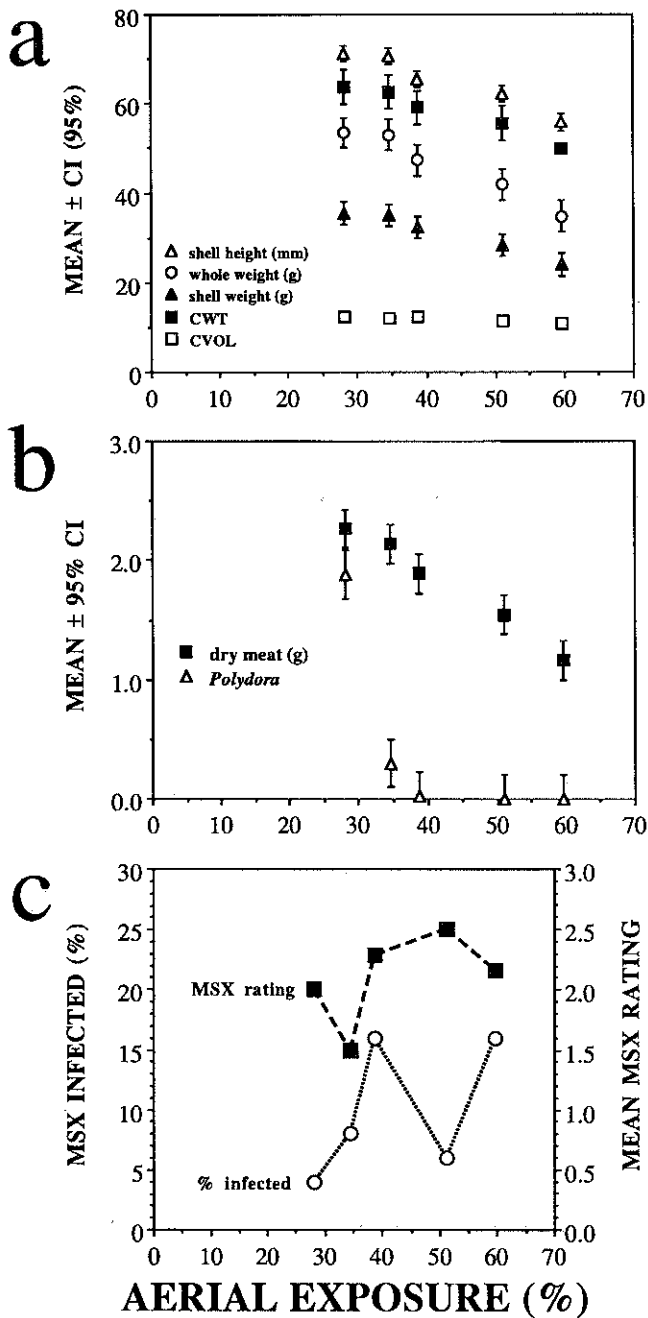 a
80
60
40
20
0
MEAN ± CI (95%)
shell height (mm)
whole weight (g)
shell weight (g)
CWT
CVOL
0 10 20 30 40 50 60 70
b
3.0
2.0
1.0
0.0
MEAN ± 95% CI
dry meat (g)
Polydora
0 10 20 30 40 50 60 70
c
30
25
20
15
10
5
0
MSX INFECTED (%)
MSX rating
% infected
3.0
2.5
2.0
1.5
1.0
0.5
0.0
MEAN MSX RATING
0 10 20 30 40 50 60 70
AERIAL EXPOSURE (%)